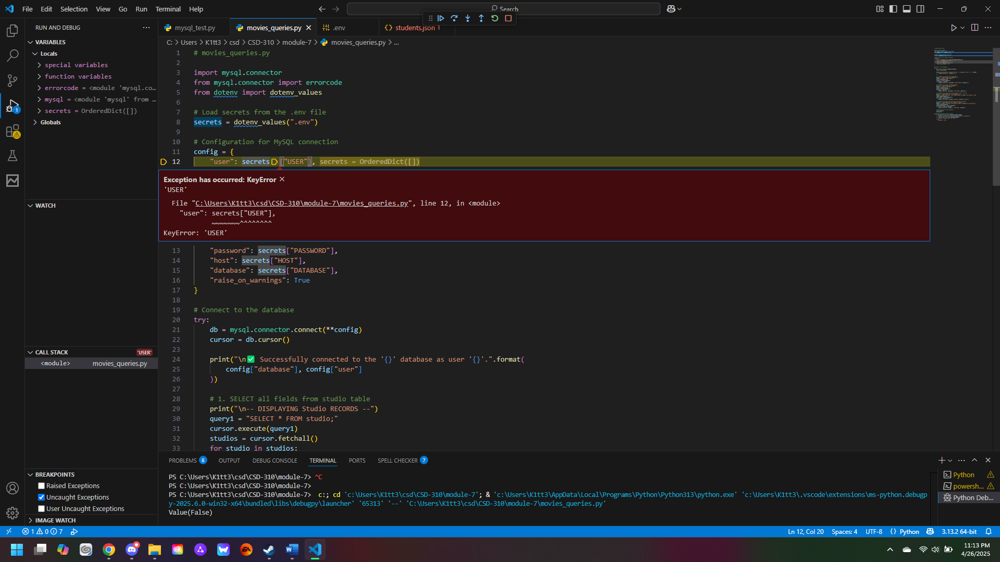 File Edit Selection View Go Run Terminal Help
Search
RUN AND DEBUG
mysql_test.py
movies_queries.py
.env
students.json 1
C: > Users > K1tt3 > csd > CSD-310 > module-7 > movies_queries.py > ...
VARIABLES
Locals
special variables
function variables
errorcode = <module 'mysql.co...
mysql = <module 'mysql' from ...
secrets = OrderedDict([])
Globals
WATCH
CALL STACK 'USER'
<module> movies_queries.py
BREAKPOINTS
Raised Exceptions
Uncaught Exceptions
User Uncaught Exceptions
IMAGE WATCH
1 # movies_queries.py
2
3 import mysql.connector
4 from mysql.connector import errorcode
5 from dotenv import dotenv_values
6
7 # Load secrets from the .env file
8 secrets = dotenv_values(".env")
9
10 # Configuration for MySQL connection
11 config = {
12 "user": secrets["USER"], secrets = OrderedDict([])
Exception has occurred: KeyError
'USER'
File "C:\Users\K1tt3\csd\CSD-310\module-7\movies_queries.py", line 12, in <module>
"user": secrets["USER"],
~~~~~~~^^^^^^^^
KeyError: 'USER'
13 "password": secrets["PASSWORD"],
14 "host": secrets["HOST"],
15 "database": secrets["DATABASE"],
16 "raise_on_warnings": True
17 }
18
19 # Connect to the database
20 try:
21 db = mysql.connector.connect(**config)
22 cursor = db.cursor()
23
24 print("\n✅ Successfully connected to the '{}' database as user '{}'.".format(
25 config["database"], config["user"]
26 ))
27
28 # 1. SELECT all fields from studio table
29 print("\n-- DISPLAYING Studio RECORDS --")
30 query1 = "SELECT * FROM studio;"
31 cursor.execute(query1)
32 studios = cursor.fetchall()
33 for studio in studios:
PROBLEMS 8 OUTPUT DEBUG CONSOLE TERMINAL PORTS SPELL CHECKER 7
PS C:\Users\K1tt3\csd\CSD-310\module-7> ^C
PS C:\Users\K1tt3\csd\CSD-310\module-7>
PS C:\Users\K1tt3\csd\CSD-310\module-7> c:; cd 'c:\Users\K1tt3\csd\CSD-310\module-7'; & 'c:\Users\K1tt3\AppData\Local\Programs\Python\Python313\python.exe' 'c:\Users\K1tt3\.vscode\extensions\ms-python.debug
py-2025.6.0-win32-x64\bundled\libs\debugpy\launcher' '65313' '--' 'C:\Users\K1tt3\csd\CSD-310\module-7\movies_queries.py'
Value(False)
Python
powersh...
Python Deb...
1 0 7
Ln 12, Col 20 Spaces: 4 UTF-8 {} Python 3.13.2 64-bit
11:13 PM
4/26/2025